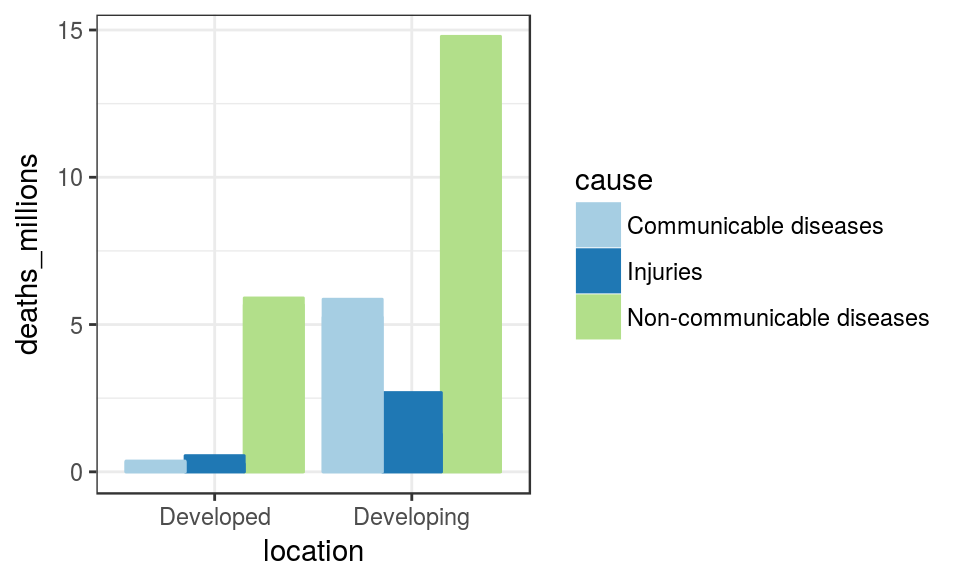 15
10
5
0
deaths_millions
Developed
Developing
location
cause
Communicable diseases
Injuries
Non-communicable diseases